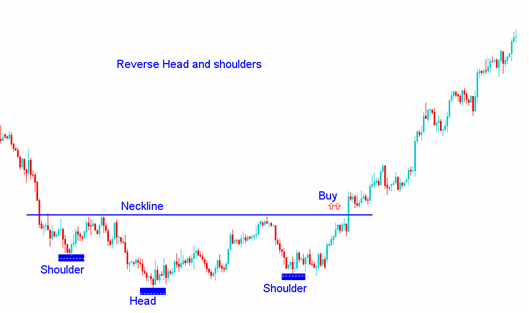 Reverse Head and shoulders
Buy
Neckline
Shoulder
Shoulder
Head